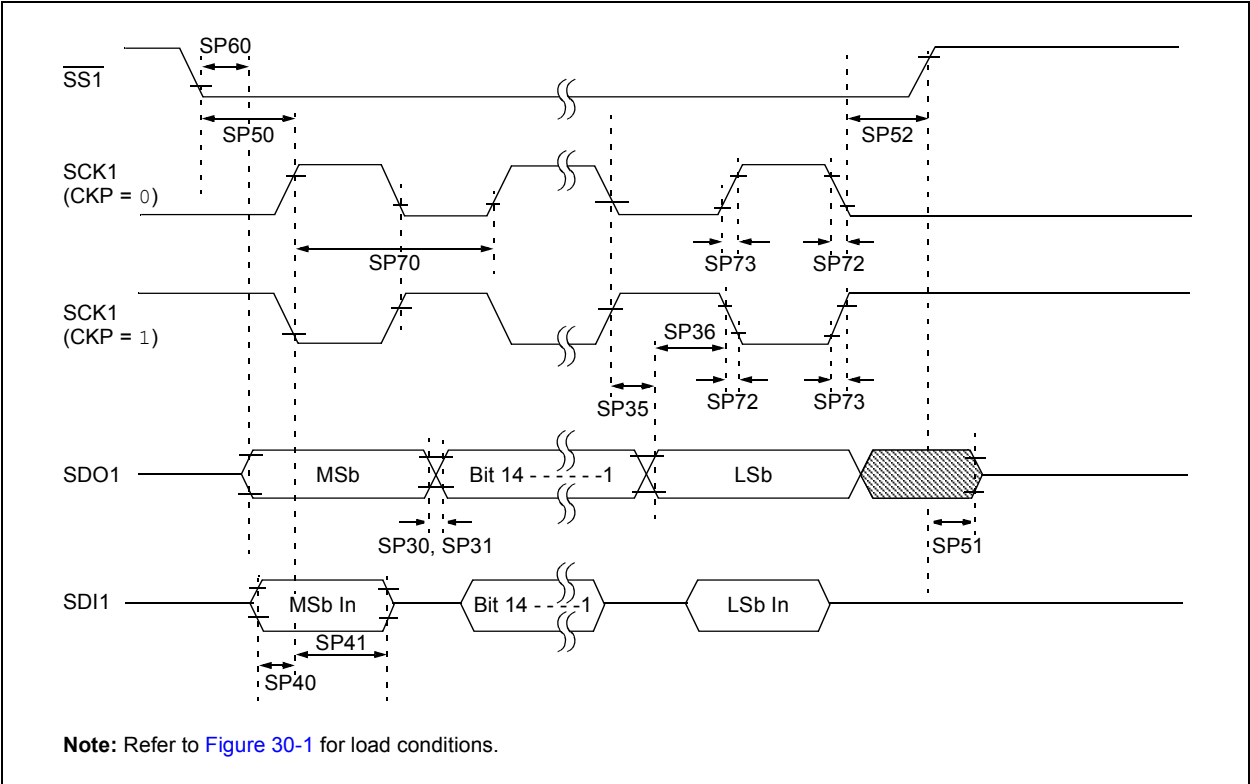 SP60
SS1
SP50
SP52
SCK1
(CKP = 0)
SP70
SP73
SP72
SCK1
(CKP = 1)
SP36
SP35
SP72
SP73
SDO1
MSb
Bit 14 - - - - - -1
LSb
SP30, SP31
SP51
SDI1
MSb In
Bit 14 - - - - -1
LSb In
SP41
SP40
Note: Refer to Figure 30-1 for load conditions.